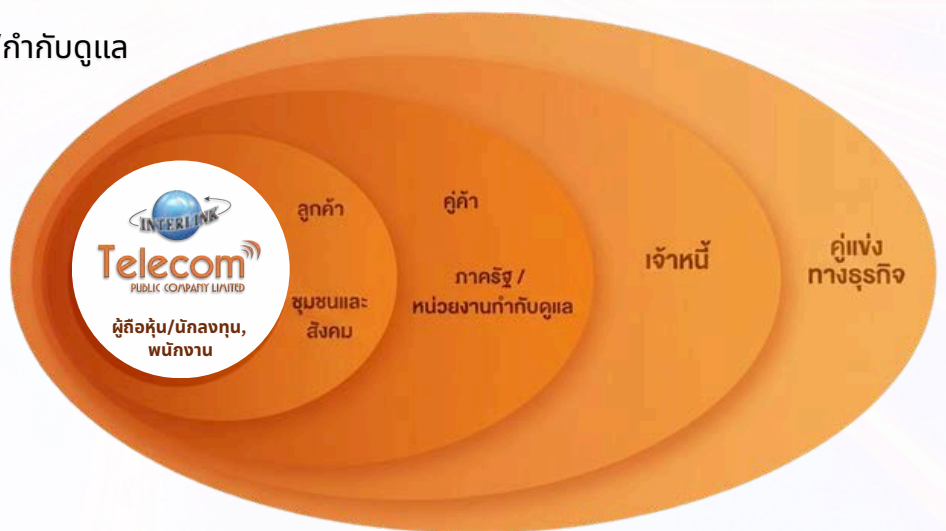 กำกับดูแล
INTERLINK
Telecom
PUBLIC COMPANY LIMITED
ผู้ถือหุ้น/นักลงทุน,
พนักงาน
ลูกค้า
ชุมชนและ
สังคม
คู่ค้า
ภาครัฐ /
หน่วยงานกำกับดูแล
เจ้าหนี้
คู่แข่ง
ทางธุรกิจ